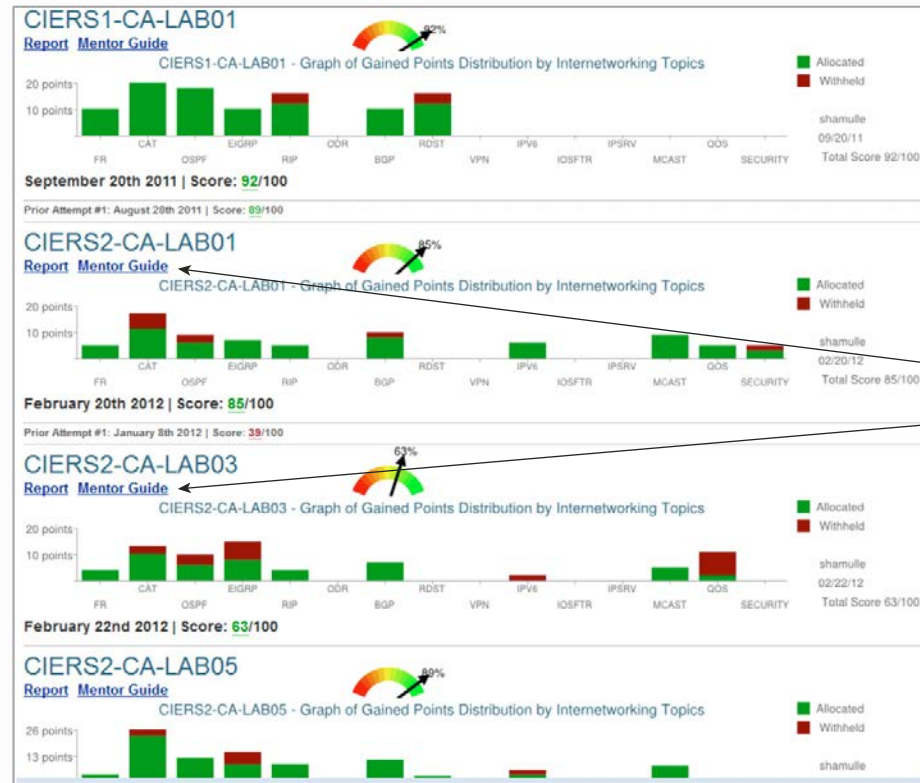 CIERS1-CA-LAB01
92%
Report Mentor Guide
CIERS1-CA-LAB01 - Graph of Gained Points Distribution by Internetworking Topics
Allocated
Withheld
20 points
10 points
shamulle
09/20/11
Total Score 92/100
CAT EIGRP ODR RDST IPV6 IPSRV QOS
FR OSPF RIP BGP VPN IOSFTR MCAST SECURITY
September 20th 2011 | Score: 92/100
Prior Attempt #1: August 28th 2011 | Score: 89/100
CIERS2-CA-LAB01
85%
Report Mentor Guide
CIERS2-CA-LAB01 - Graph of Gained Points Distribution by Internetworking Topics
Allocated
Withheld
20 points
10 points
shamulle
02/20/12
Total Score 85/100
CAT EIGRP ODR RDST IPV6 IPSRV QOS
FR OSPF RIP BGP VPN IOSFTR MCAST SECURITY
February 20th 2012 | Score: 85/100
Prior Attempt #1: January 8th 2012 | Score: 39/100
CIERS2-CA-LAB03
63%
Report Mentor Guide
CIERS2-CA-LAB03 - Graph of Gained Points Distribution by Internetworking Topics
Allocated
Withheld
20 points
10 points
shamulle
02/22/12
Total Score 63/100
CAT EIGRP ODR RDST IPV6 IPSRV QOS
FR OSPF RIP BGP VPN IOSFTR MCAST SECURITY
February 22nd 2012 | Score: 63/100
CIERS2-CA-LAB05
89%
Report Mentor Guide
CIERS2-CA-LAB05 - Graph of Gained Points Distribution by Internetworking Topics
Allocated
Withheld
26 points
13 points
shamulle